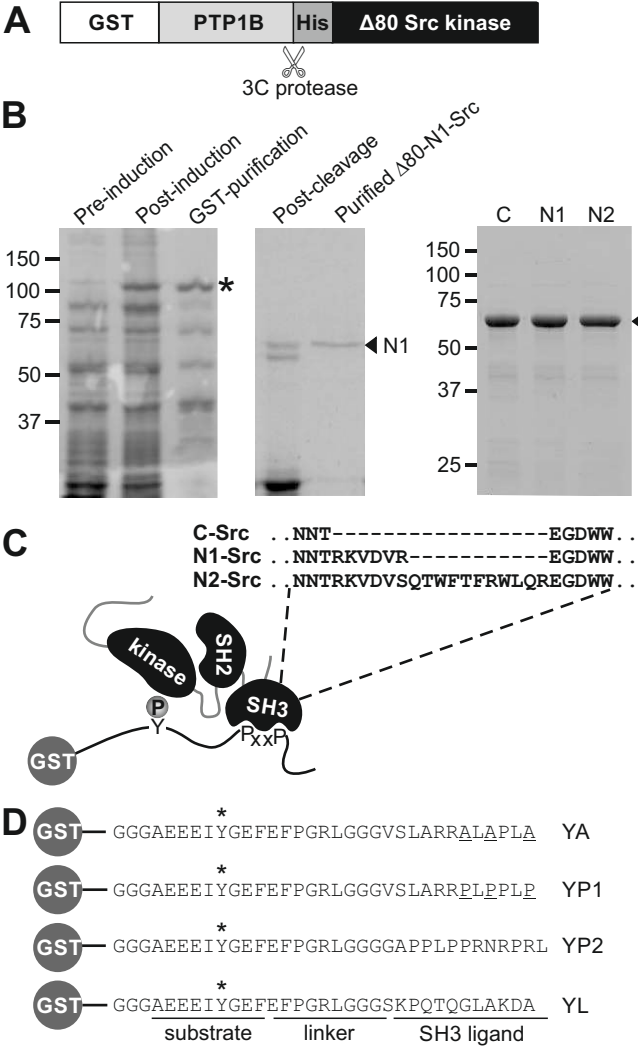 A
GST PTP1B His Δ80 Src kinase
3C protease
B
Pre-induction Post-induction GST-purification Post-cleavage Purified Δ80-N1-Src
C N1 N2
150
100
75
50
37
*
N1
150
100
75
50
37
25
C
C-Src ..NNT------------------EGDWW..
N1-Src ..NNTRKVDVR------------EGDWW..
N2-Src ..NNTRKVDVSQTWFTFRWLQREGDWW..
kinase
SH2
SH3
P
Y
PxxP
GST
D
*
GST GGGAEEEIYGEFEFPGRLGGGVSLARRALAPLA YA
*
GST GGGAEEEIYGEFEFPGRLGGGVSLARRPLPPLP YP1
*
GST GGGAEEEIYGEFEFPGRLGGGGAPPLPPRNRPRL YP2
*
GST GGGAEEEIYGEFEFPGRLGGGSKPQTQGLAKDA YL
substrate linker SH3 ligand